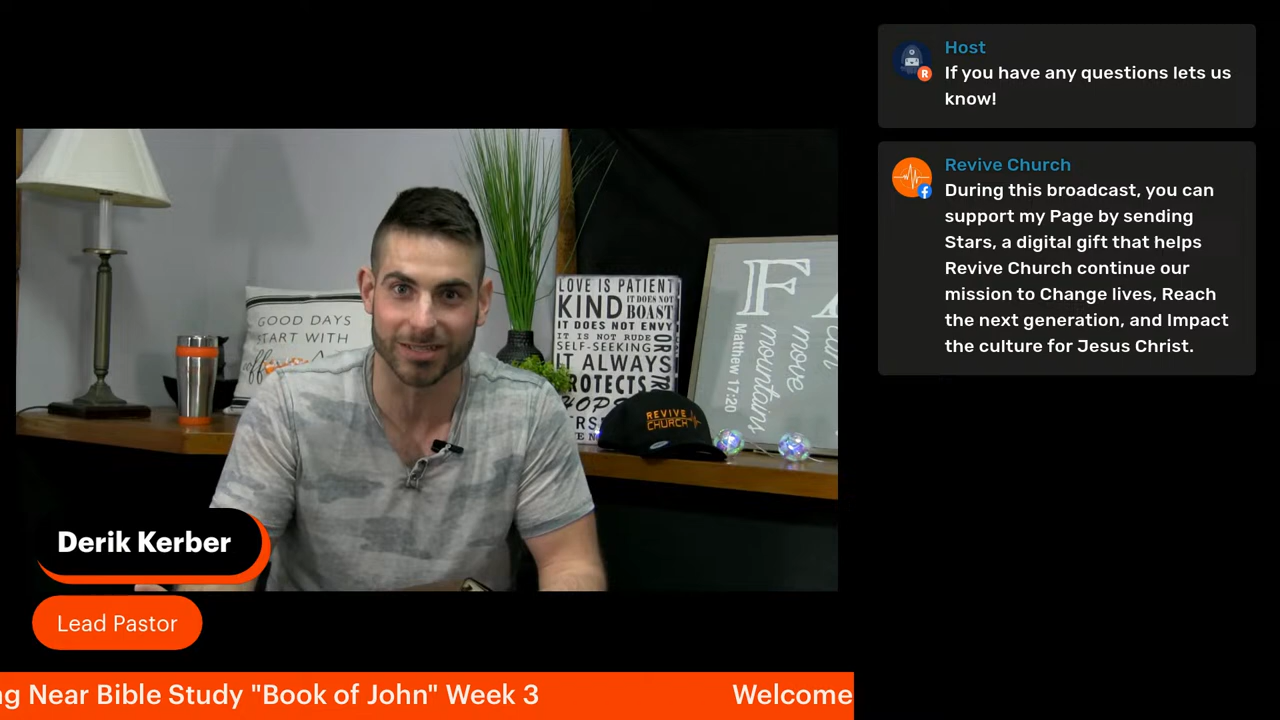 Host
If you have any questions lets us
know!
Revive Church
During this broadcast, you can
support my Page by sending
Stars, a digital gift that helps
Revive Church continue our
mission to Change lives, Reach
the next generation, and Impact
the culture for Jesus Christ.
GOOD DAYS
START WITH
LOVE IS PATIENT
KIND IT DOES NOT
BOAST
IT DOES NOT ENVY
IT IS NOT RUDE
SELF-SEEKING
IT ALWAYS
PROTECTS
OR
F
move
mountains
Matthew 17:20
REVIVE
CHURCH
Derik Kerber
Lead Pastor
Near Bible Study "Book of John" Week 3
Welcome